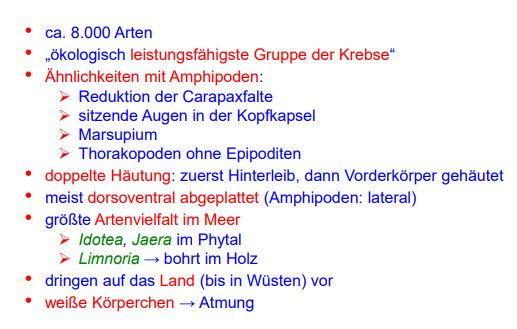 • ca. 8.000 Arten
• „ökologisch leistungsfähigste Gruppe der Krebse“
• Ähnlichkeiten mit Amphipoden:
➢ Reduktion der Carapaxfalte
➢ sitzende Augen in der Kopfkapsel
➢ Marsupium
➢ Thorakopoden ohne Epipoditen
• doppelte Häutung: zuerst Hinterleib, dann Vorderkörper gehäutet
• meist dorsoventral abgeplattet (Amphipoden: lateral)
• größte Artenvielfalt im Meer
➢ Idotea, Jaera im Phytal
➢ Limnoria → bohrt im Holz
• dringen auf das Land (bis in Wüsten) vor
• weiße Körperchen → Atmung